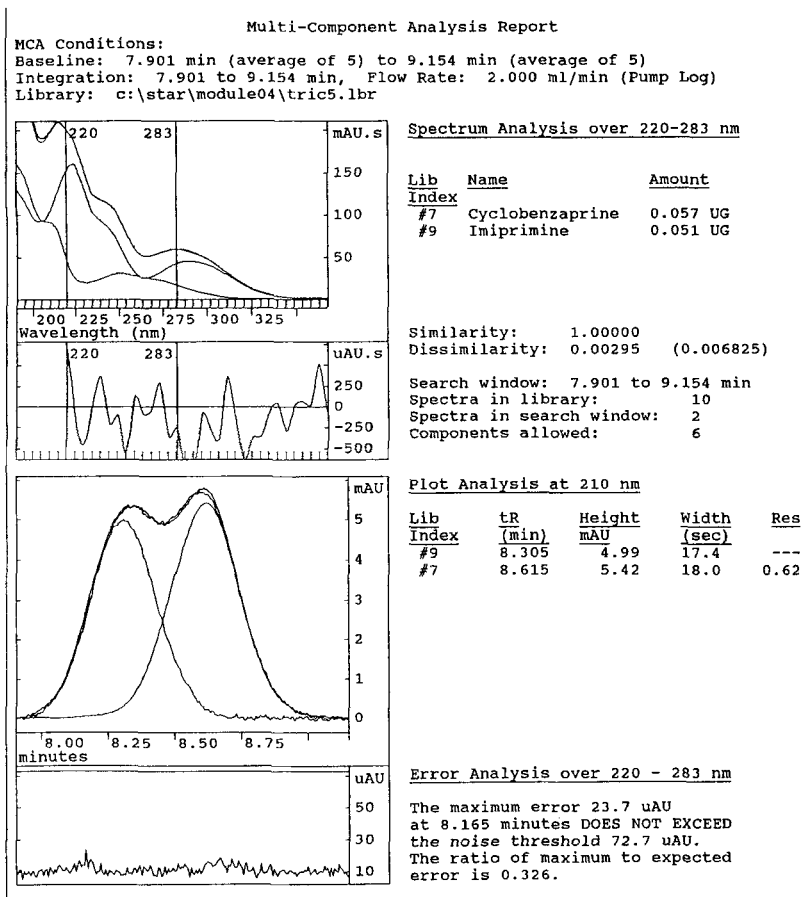 Multi-Component Analysis Report
MCA Conditions:
Baseline: 7.901 min (average of 5) to 9.154 min (average of 5)
Integration: 7.901 to 9.154 min, Flow Rate: 2.000 ml/min (Pump Log)
Library: c:\star\module04\tric5.lbr
220 283 mAU.s
150
100
50
200 225 250 275 300 325
Wavelength (nm)
220 283 uAU.s
250
0
-250
-500
Spectrum Analysis over 220-283 nm
Lib Name Amount
Index
#7 Cyclobenzaprine 0.057 UG
#9 Imiprimine 0.051 UG
Similarity: 1.00000
Dissimilarity: 0.00295 (0.006825)
Search window: 7.901 to 9.154 min
Spectra in library: 10
Spectra in search window: 2
Components allowed: 6
mAU
5
4
3
2
1
0
8.00 8.25 8.50 8.75
minutes
Plot Analysis at 210 nm
Lib tR Height Width Res
Index (min) mAU (sec)
#9 8.305 4.99 17.4 ---
#7 8.615 5.42 18.0 0.62
uAU
50
30
10
Error Analysis over 220 - 283 nm
The maximum error 23.7 uAU
at 8.165 minutes DOES NOT EXCEED
the noise threshold 72.7 uAU.
The ratio of maximum to expected
error is 0.326.